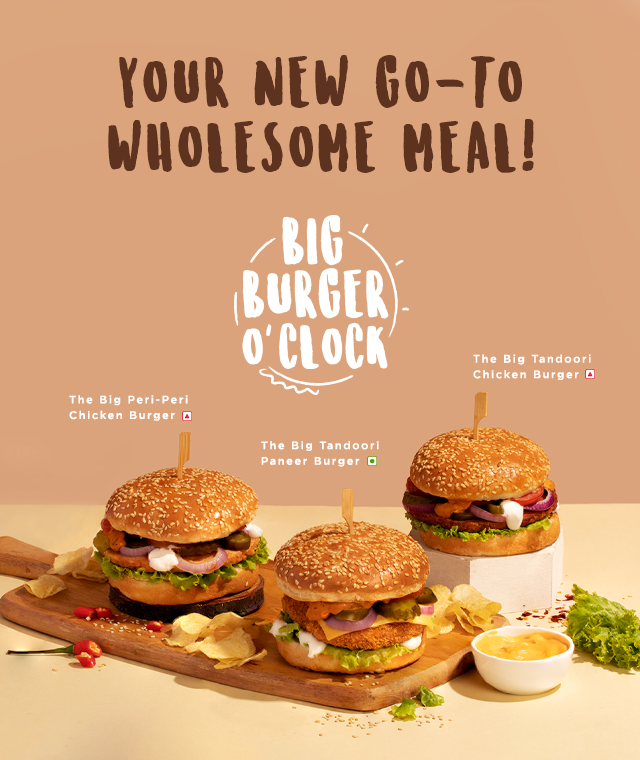 YOUR NEW GO-TO
WHOLESOME MEAL!
BIG
BURGER
O'CLOCK
The Big Tandoori
Chicken Burger
The Big Peri-Peri
Chicken Burger
The Big Tandoori
Paneer Burger